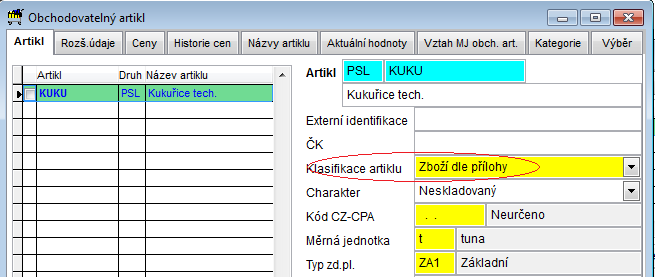 Obchodovatelný artikl
Artikl Rozš.údaje Ceny Historie cen Názvy artiklu Aktuální hodnoty Vztah MJ obch. art. Kategorie Výběr
Artikl Druh Název artiklu
KUKU PSL Kukuřice tech.
Artikl PSL KUKU
Kukuřice tech.
Externí identifikace
ČK
Klasifikace artiklu Zboží dle přílohy
Charakter Neskladovaný
Kód CZ-CPA . . Neurčeno
Měrná jednotka t tuna
Typ zd.pl. ZA1 Základní